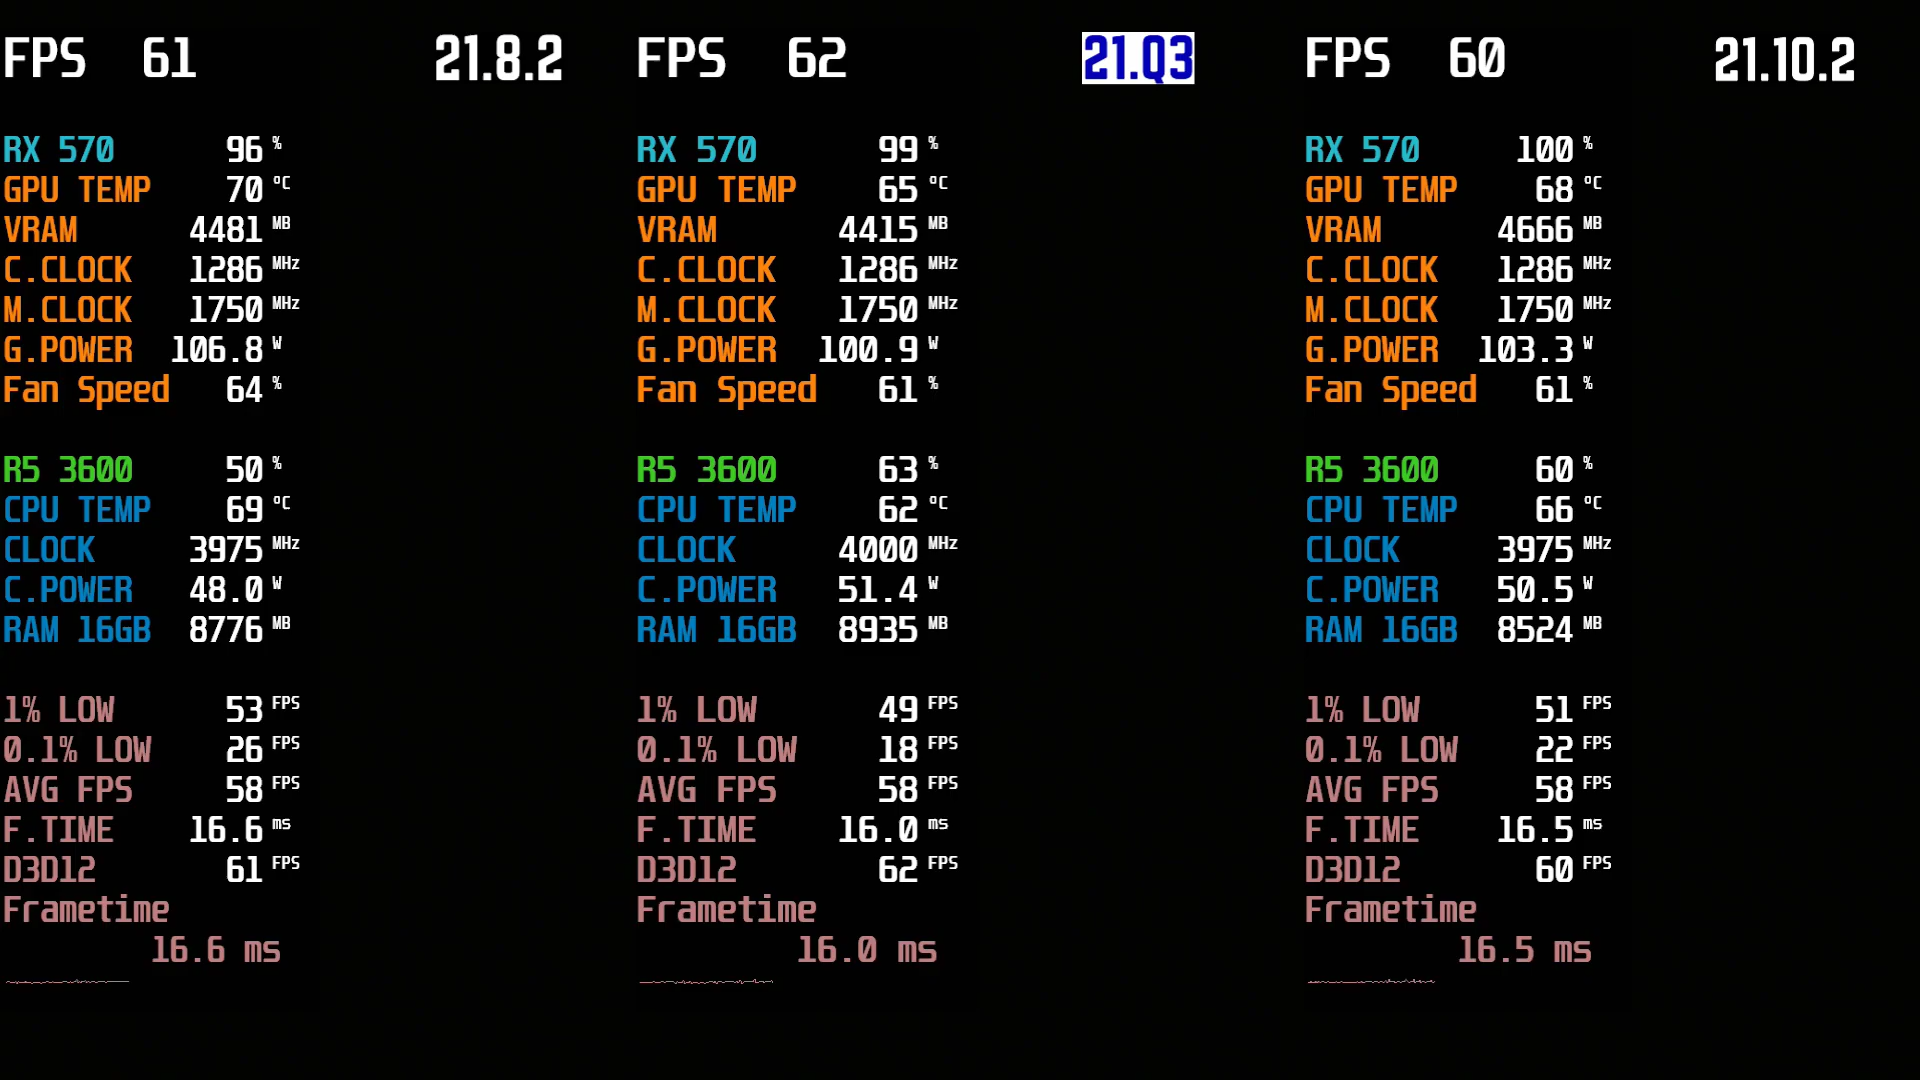 FPS 61 21.8.2
RX 570 96 %
GPU TEMP 70 °C
VRAM 4481 MB
C.CLOCK 1286 MHz
M.CLOCK 1750 MHz
G.POWER 106.8 W
Fan Speed 64 %
R5 3600 50 %
CPU TEMP 69 °C
CLOCK 3975 MHz
C.POWER 48.0 W
RAM 16GB 8776 MB
1% LOW 53 FPS
0.1% LOW 26 FPS
AVG FPS 58 FPS
F.TIME 16.6 ms
D3D12 61 FPS
Frametime
16.6 ms
FPS 62 21.Q3
RX 570 99 %
GPU TEMP 65 °C
VRAM 4415 MB
C.CLOCK 1286 MHz
M.CLOCK 1750 MHz
G.POWER 100.9 W
Fan Speed 61 %
R5 3600 63 %
CPU TEMP 62 °C
CLOCK 4000 MHz
C.POWER 51.4 W
RAM 16GB 8935 MB
1% LOW 49 FPS
0.1% LOW 18 FPS
AVG FPS 58 FPS
F.TIME 16.0 ms
D3D12 62 FPS
Frametime
16.0 ms
FPS 60 21.10.2
RX 570 100 %
GPU TEMP 68 °C
VRAM 4666 MB
C.CLOCK 1286 MHz
M.CLOCK 1750 MHz
G.POWER 103.3 W
Fan Speed 61 %
R5 3600 60 %
CPU TEMP 66 °C
CLOCK 3975 MHz
C.POWER 50.5 W
RAM 16GB 8524 MB
1% LOW 51 FPS
0.1% LOW 22 FPS
AVG FPS 58 FPS
F.TIME 16.5 ms
D3D12 60 FPS
Frametime
16.5 ms